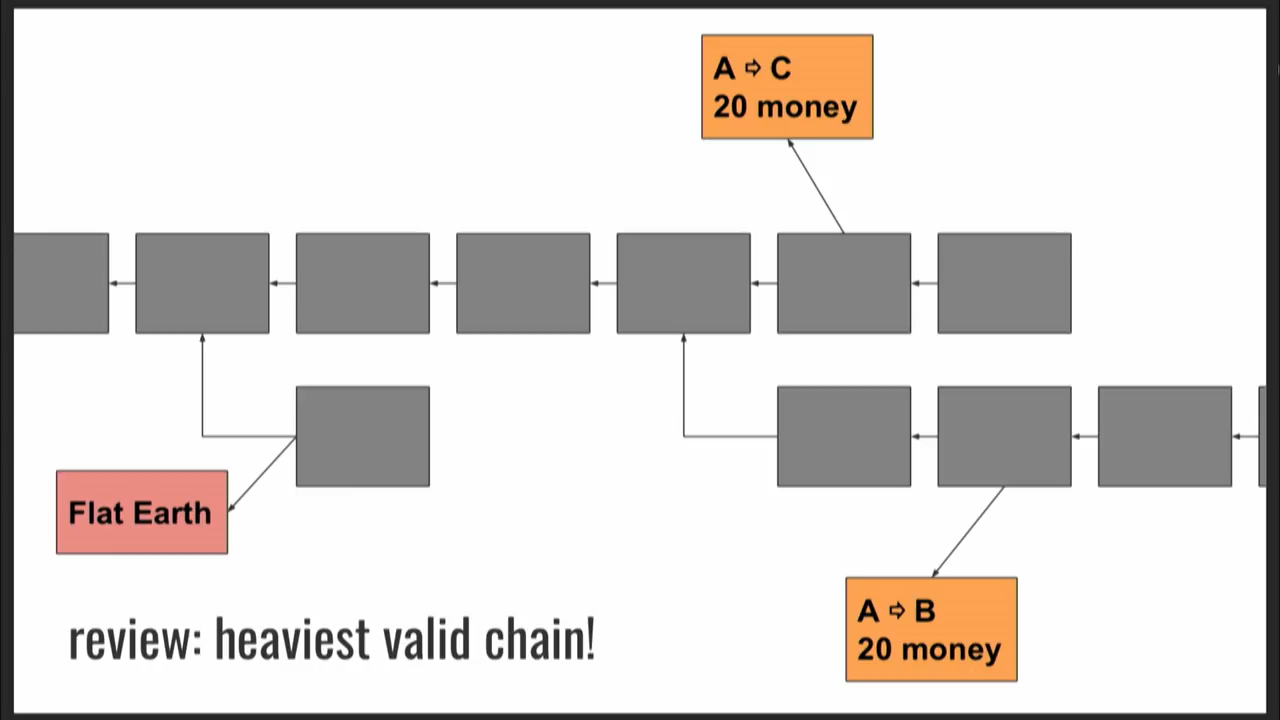 A ⇨ C
20 money
Flat Earth
A ⇨ B
20 money
review: heaviest valid chain!